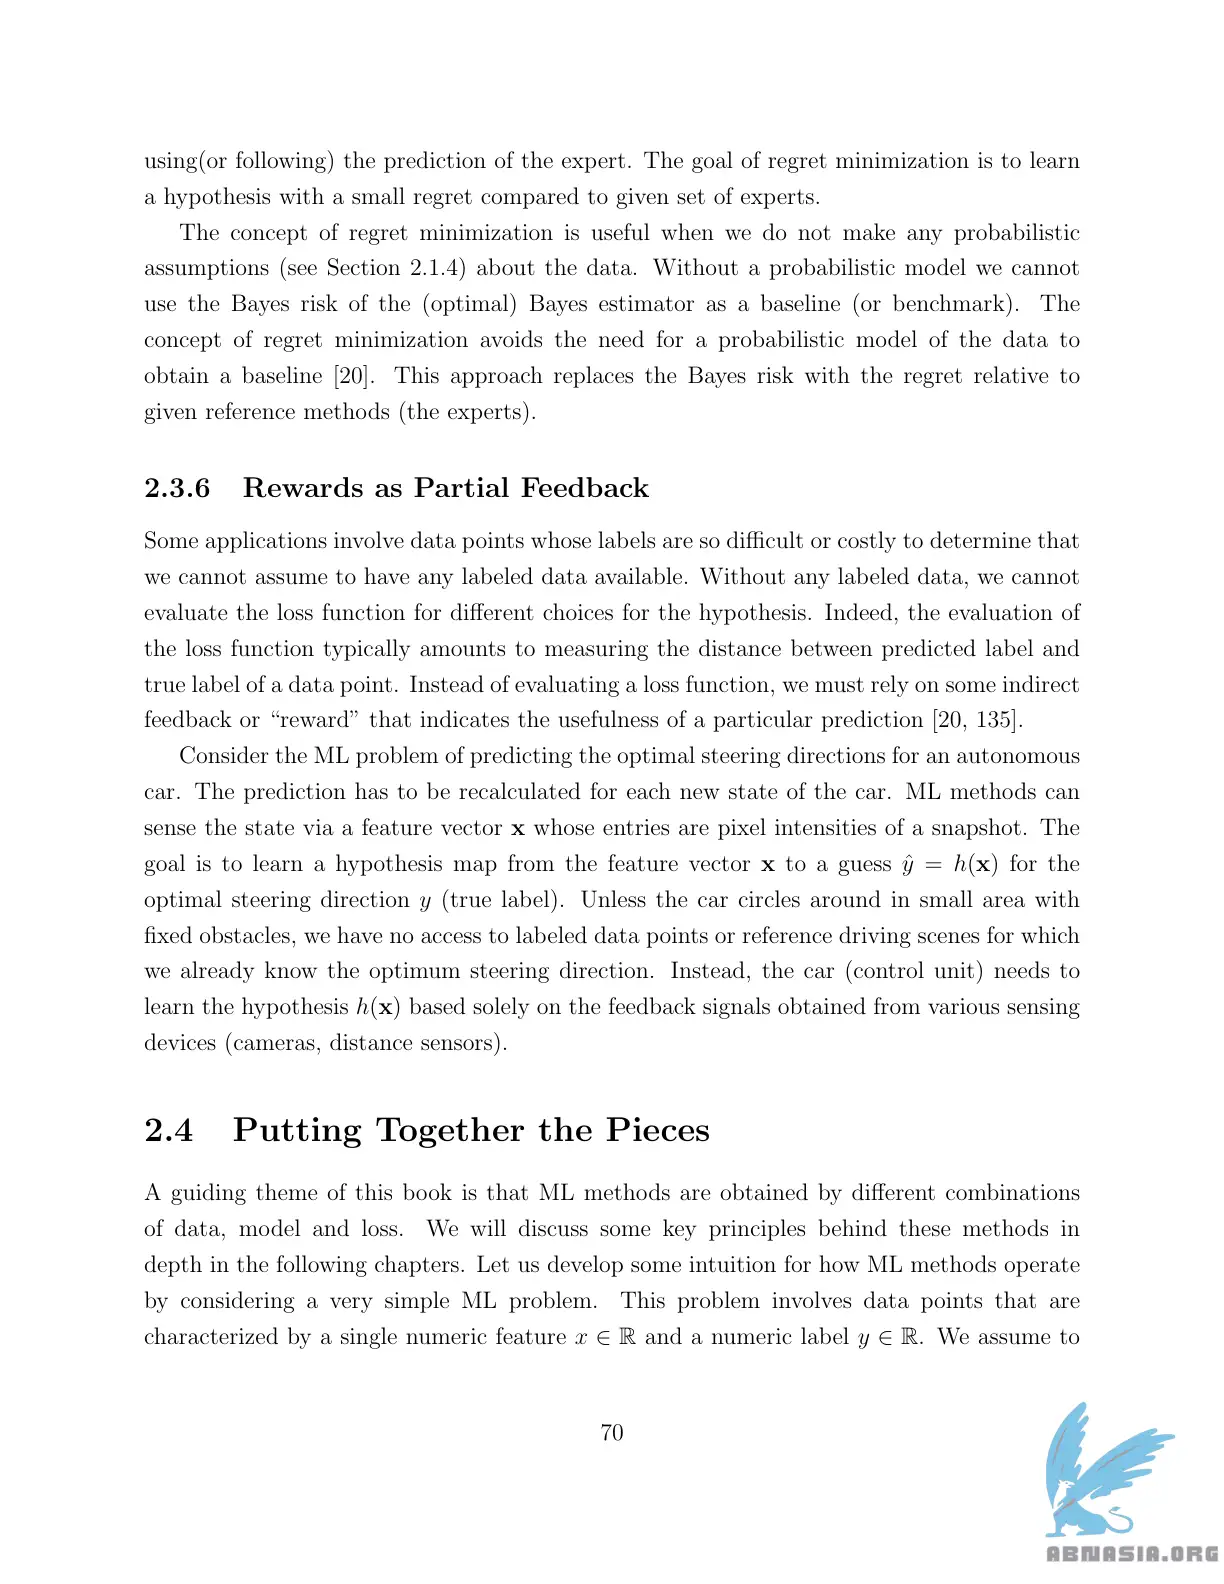 using(or following) the prediction of the expert. The goal of regret minimization is to learn
a hypothesis with a small regret compared to given set of experts.
The concept of regret minimization is useful when we do not make any probabilistic
assumptions (see Section 2.1.4) about the data. Without a probabilistic model we cannot
use the Bayes risk of the (optimal) Bayes estimator as a baseline (or benchmark). The
concept of regret minimization avoids the need for a probabilistic model of the data to
obtain a baseline [20]. This approach replaces the Bayes risk with the regret relative to
given reference methods (the experts).
2.3.6 Rewards as Partial Feedback
Some applications involve data points whose labels are so difficult or costly to determine that
we cannot assume to have any labeled data available. Without any labeled data, we cannot
evaluate the loss function for different choices for the hypothesis. Indeed, the evaluation of
the loss function typically amounts to measuring the distance between predicted label and
true label of a data point. Instead of evaluating a loss function, we must rely on some indirect
feedback or “reward” that indicates the usefulness of a particular prediction [20, 135].
Consider the ML problem of predicting the optimal steering directions for an autonomous
car. The prediction has to be recalculated for each new state of the car. ML methods can
sense the state via a feature vector x whose entries are pixel intensities of a snapshot. The
goal is to learn a hypothesis map from the feature vector x to a guess ŷ = h(x) for the
optimal steering direction y (true label). Unless the car circles around in small area with
fixed obstacles, we have no access to labeled data points or reference driving scenes for which
we already know the optimum steering direction. Instead, the car (control unit) needs to
learn the hypothesis h(x) based solely on the feedback signals obtained from various sensing
devices (cameras, distance sensors).
2.4 Putting Together the Pieces
A guiding theme of this book is that ML methods are obtained by different combinations
of data, model and loss. We will discuss some key principles behind these methods in
depth in the following chapters. Let us develop some intuition for how ML methods operate
by considering a very simple ML problem. This problem involves data points that are
characterized by a single numeric feature x ∈ ℝ and a numeric label y ∈ ℝ. We assume to
70
ABNASIA.ORG